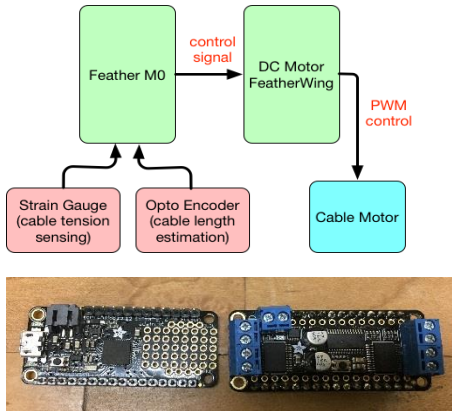 control
signal
Feather M0
DC Motor
FeatherWing
PWM
control
Strain Gauge
(cable tension
sensing)
Opto Encoder
(cable length
estimation)
Cable Motor